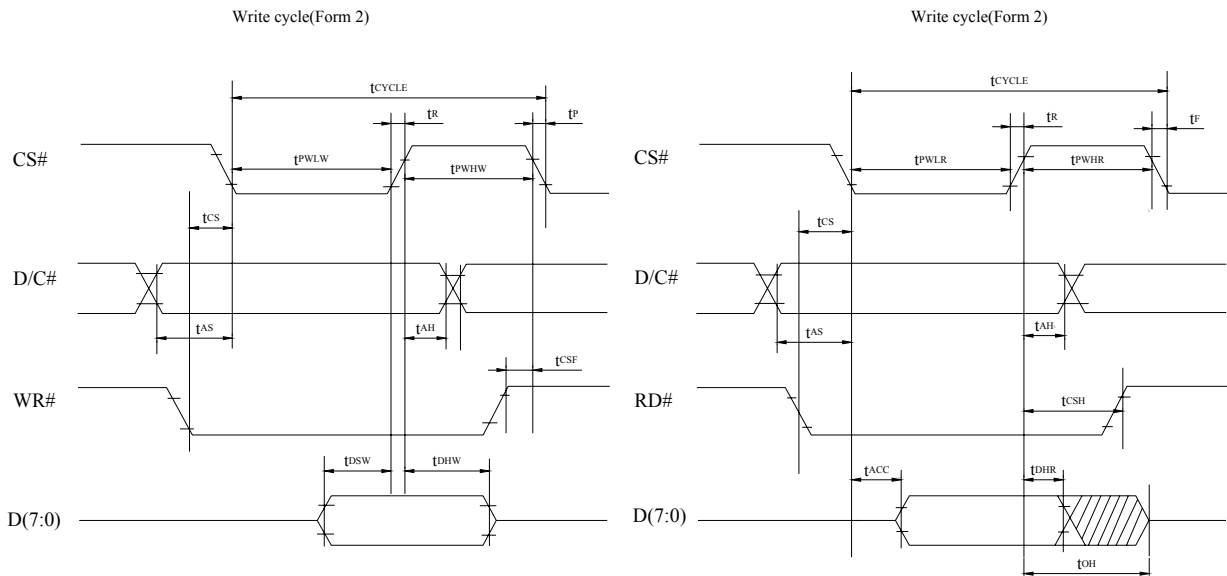 Write cycle(Form 2)
tCYCLE
tR
tP
CS#
tPWLW
tPWHW
tCS
D/C#
tAS
tAH
tCSF
WR#
tDSW
tDHW
D(7:0)
Write cycle(Form 2)
tCYCLE
tR
tF
CS#
tPWLR
tPWHR
tCS
D/C#
tAS
tAH
RD#
tCSH
tACC
tDHR
D(7:0)
tOH